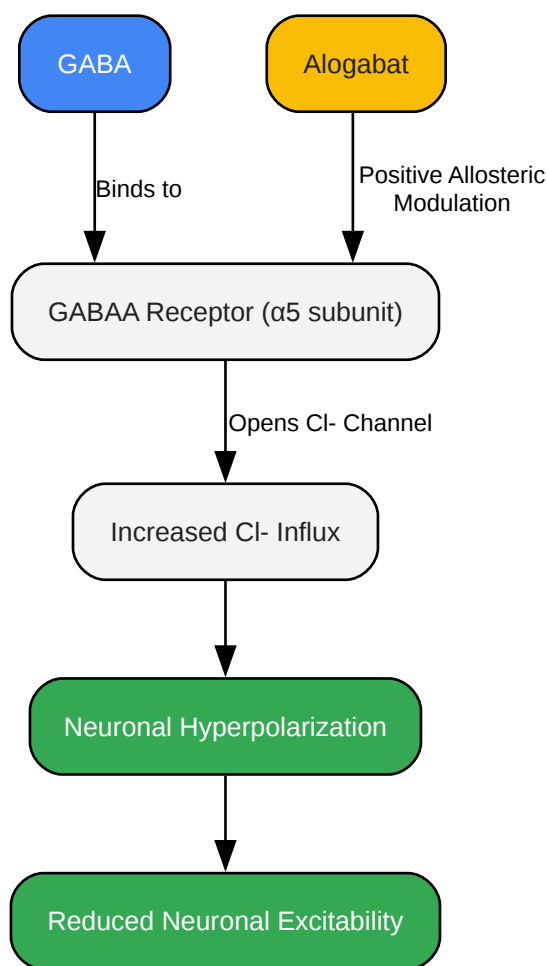 GABA
Alogabat
Binds to
Positive Allosteric
Modulation
GABAA Receptor (α5 subunit)
Opens Cl- Channel
Increased Cl- Influx
Neuronal Hyperpolarization
Reduced Neuronal Excitability